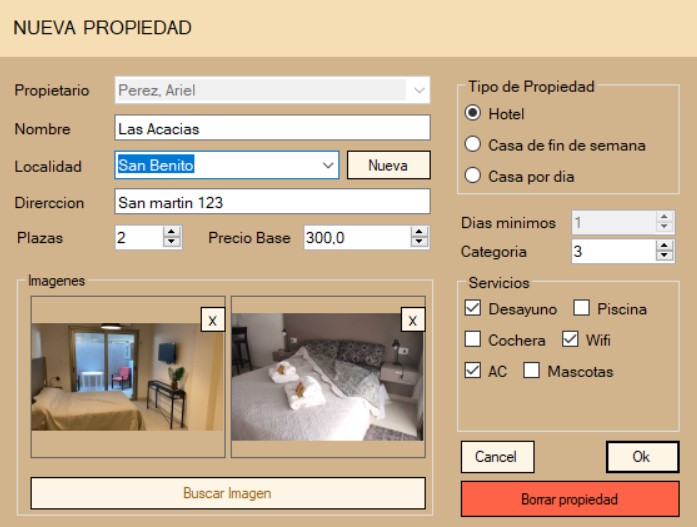 NUEVA PROPIEDAD
Propietario Perez, Ariel
Nombre Las Acacias
Localidad San Benito Nueva
Direrccion San martin 123
Plazas 2 Precio Base 300,0
Tipo de Propiedad
Hotel
Casa de fin de semana
Casa por dia
Dias minimos 1
Categoria 3
Imagenes
X X
Buscar Imagen
Servicios
Desayuno Piscina
Cochera Wifi
AC Mascotas
Cancel Ok
Borrar propiedad